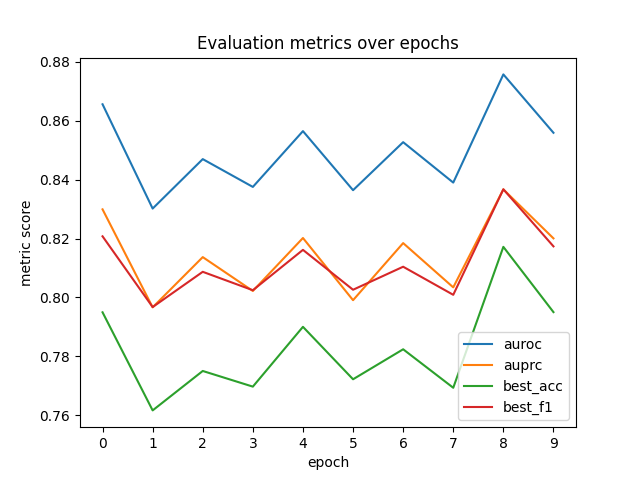 Evaluation metrics over epochs
metric score
0.88
0.86
0.84
0.82
0.80
0.78
0.76
auroc
auprc
best_acc
best_f1
0 1 2 3 4 5 6 7 8 9
epoch